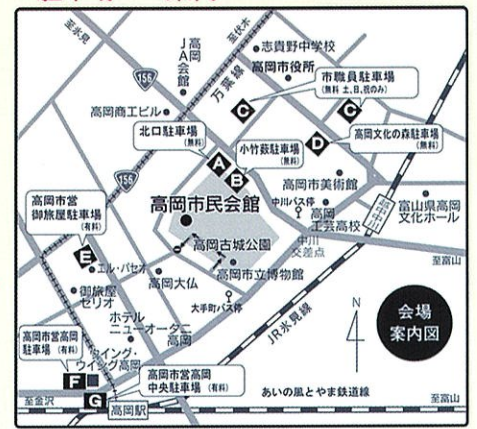 至氷見
高岡
JA会館
至伏木
志貴野中学校
高岡市役所
156
万葉線
市職員駐車場
(無料 土、日、祝のみ)
高岡商工ビル
C
C
北口駐車場
(無料)
小竹藪駐車場
(無料)
D
高岡文化の森駐車場
(無料)
A
B
156
高岡市美術館
高岡市営
御旅屋駐車場
(有料)
高岡市民会館
中川バス停
高岡
工芸高校
越中中川
富山県高岡
文化ホール
高岡古城公園
中川
交差点
至富山
E
エル・パセオ
高岡市立博物館
高岡大仏
御旅屋
セリオ
大手町バス停
ホテル
ニューオータニ
高岡
N
会場
案内図
JR氷見線
高岡市営高岡
駐車場 (有料)
ウイング・
ウイング高岡
F
高岡市営高岡
中央駐車場 (有料)
あいの風とやま鉄道線
至金沢
G
高岡駅
至富山